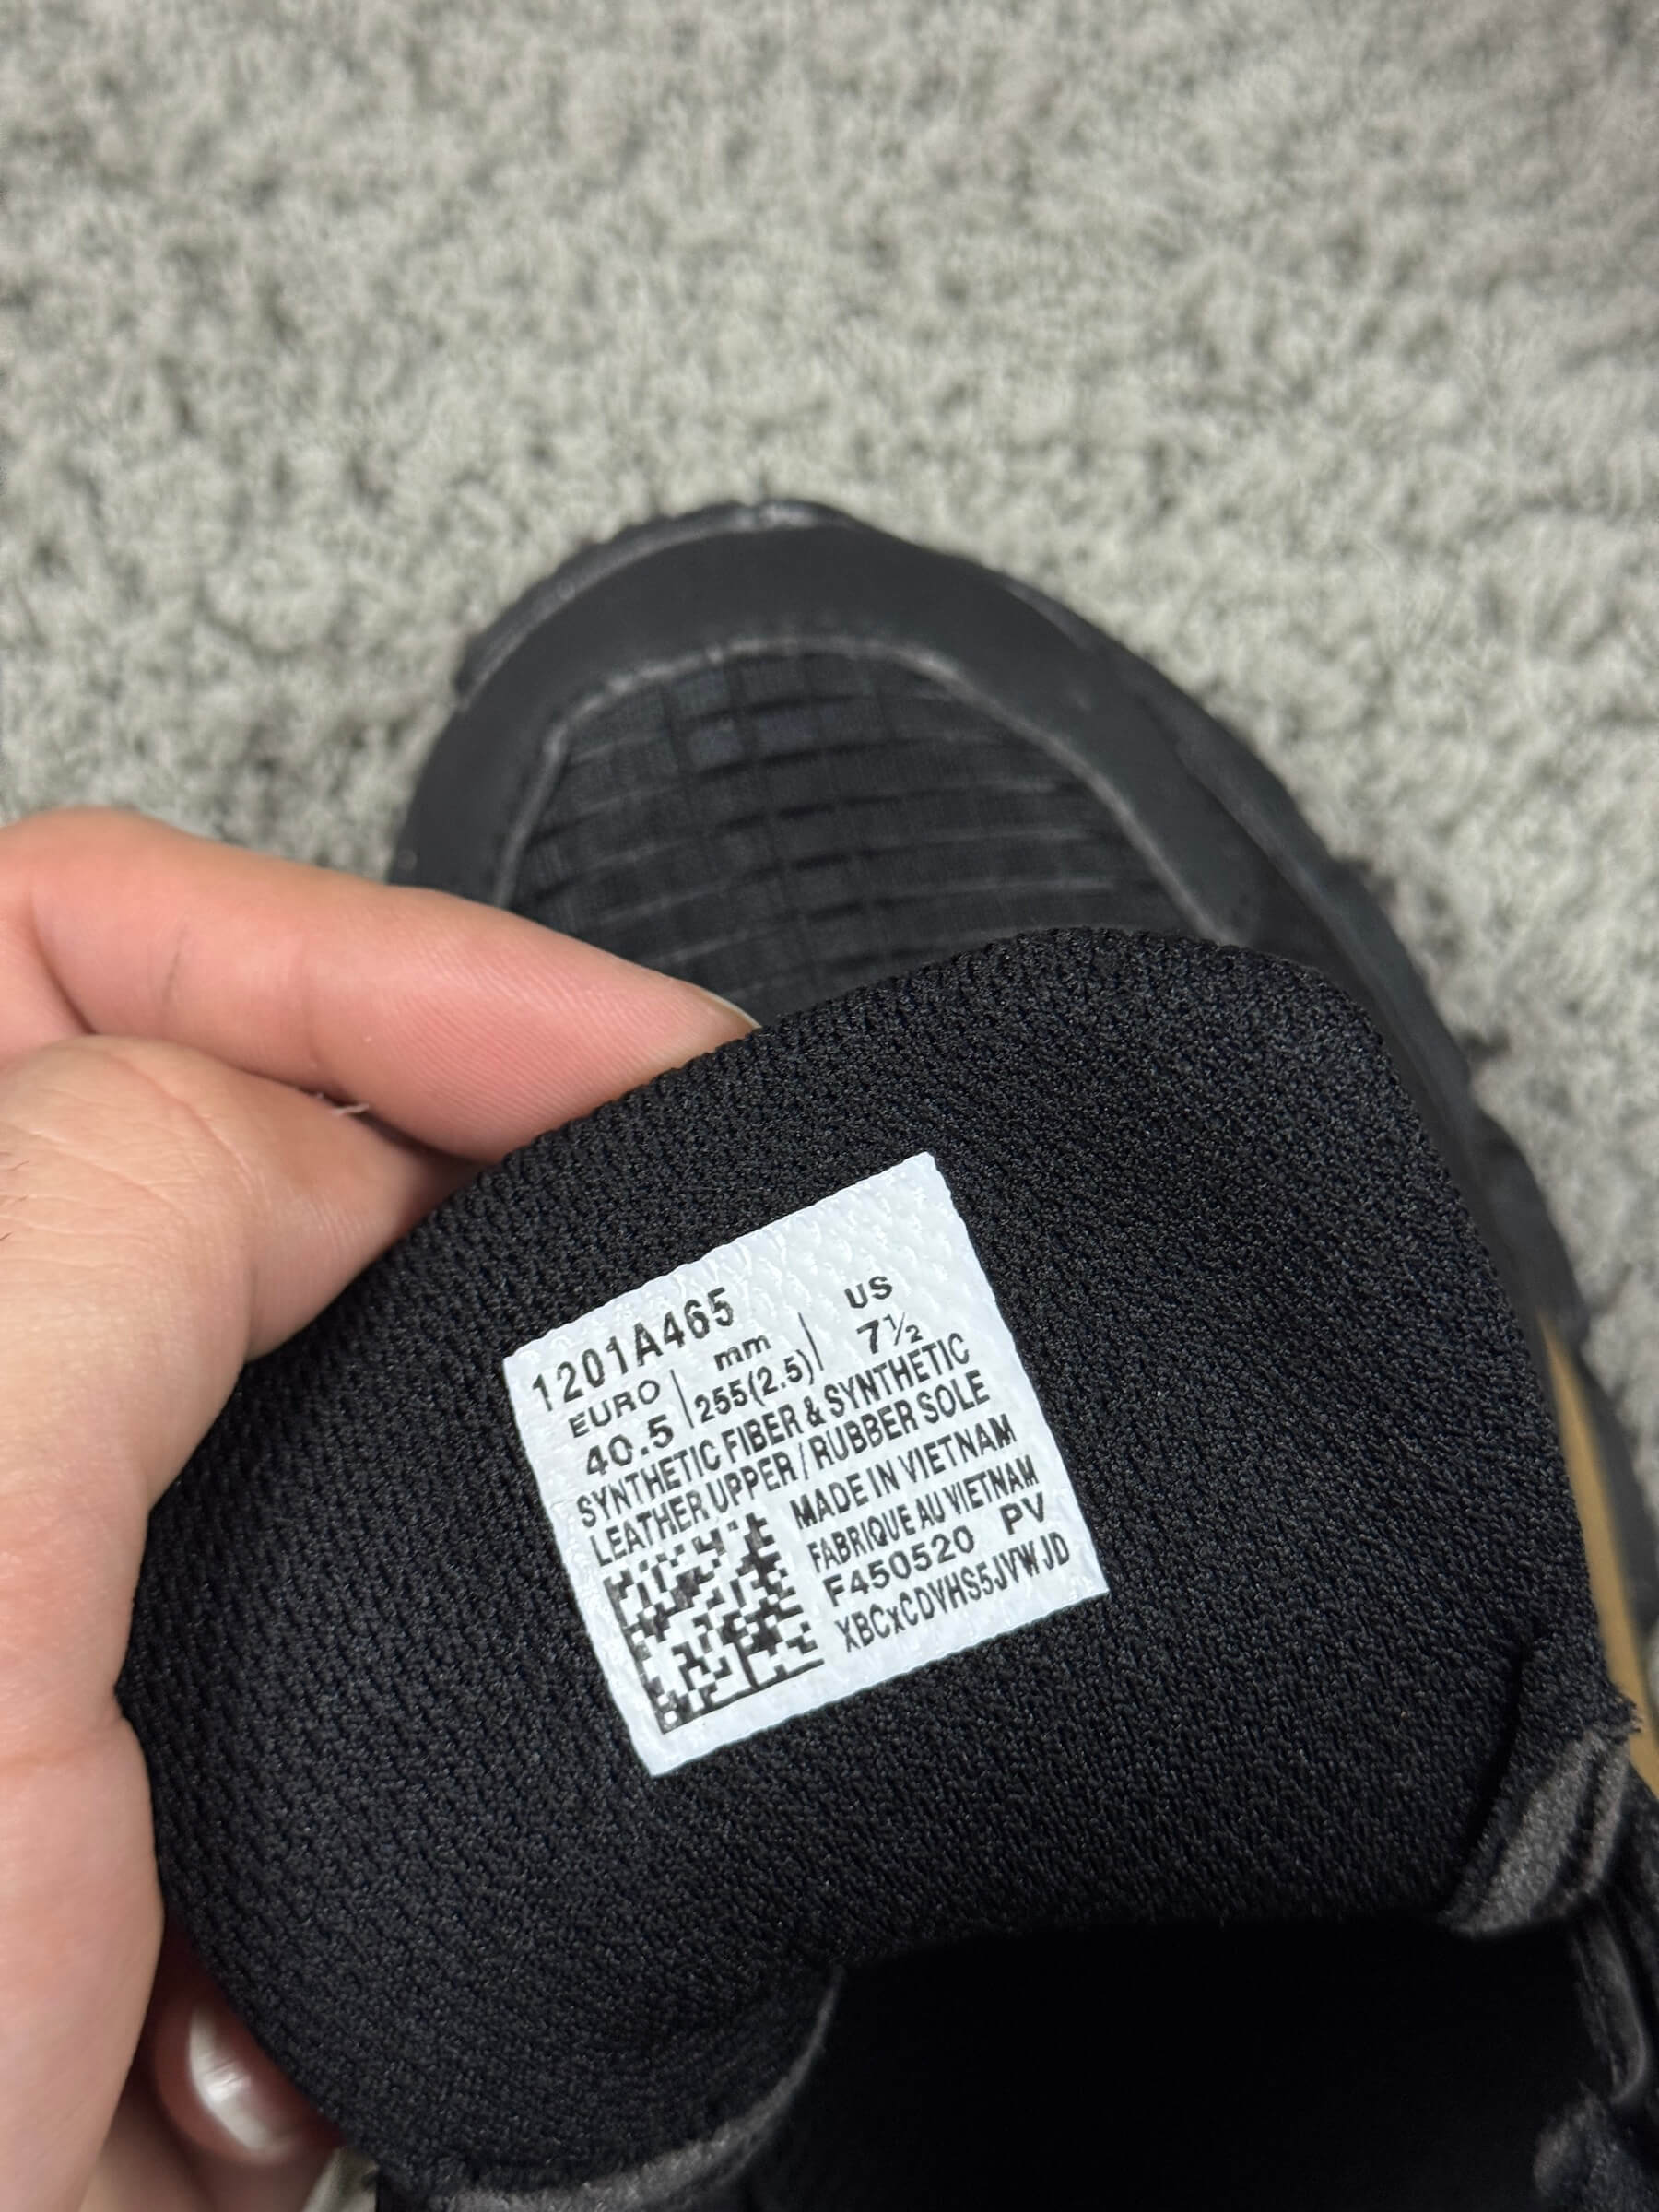 1201A465
EURO | mm | US
40.5 | 255(2.5) | 7½
SYNTHETIC FIBER & SYNTHETIC
LEATHER UPPER / RUBBER SOLE
MADE IN VIETNAM
FABRIQUE AU VIETNAM
F450520 PV
XBCxCDVHS5JVWJD